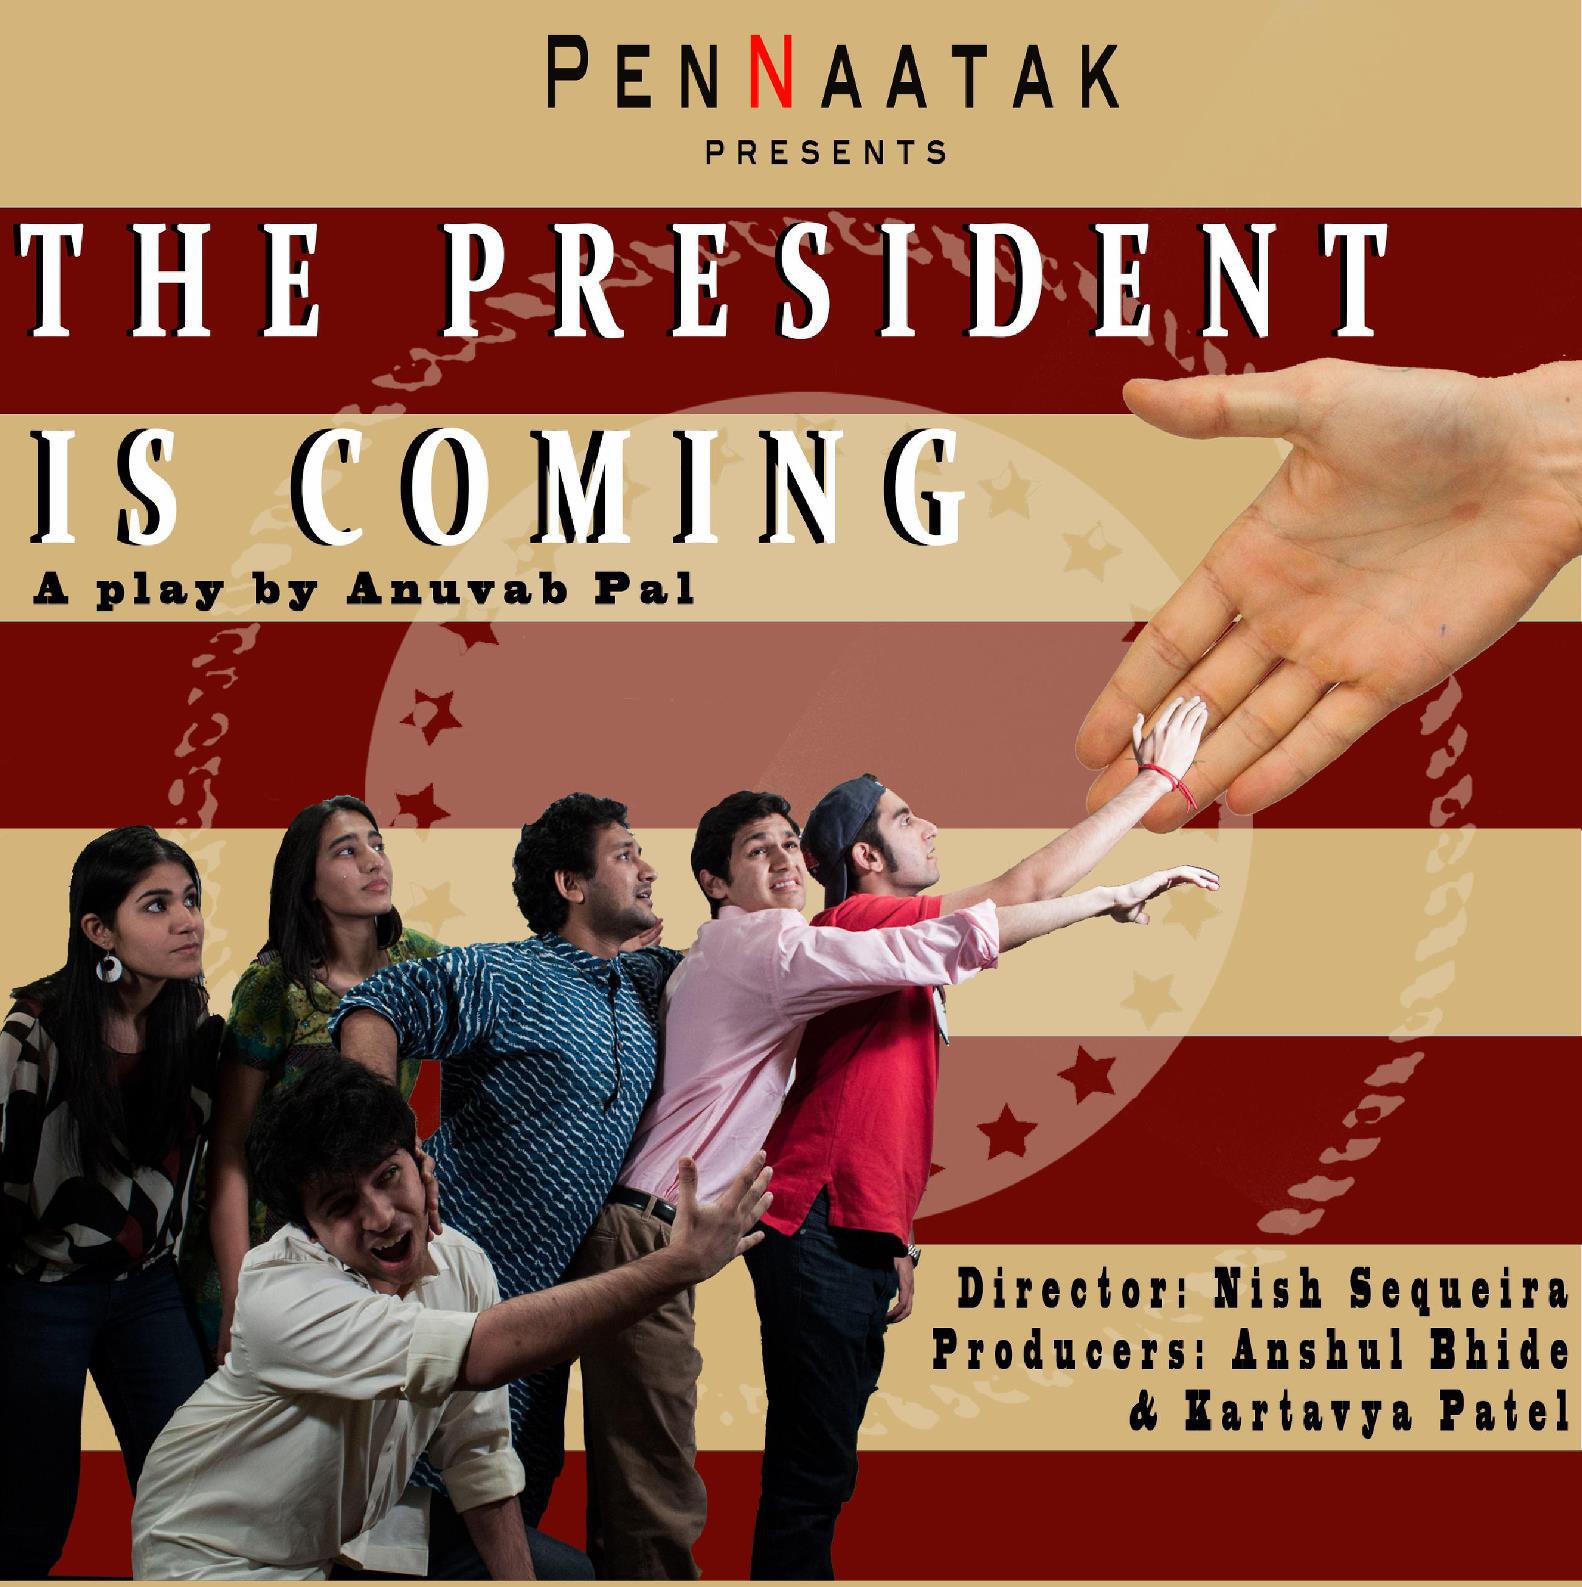 PENNAATAK
PRESENTS
THE PRESIDENT
IS COMING
A play by Anuvab Pal
Director: Nish Sequeira
Producers: Anshul Bhide
& Kartavya Patel